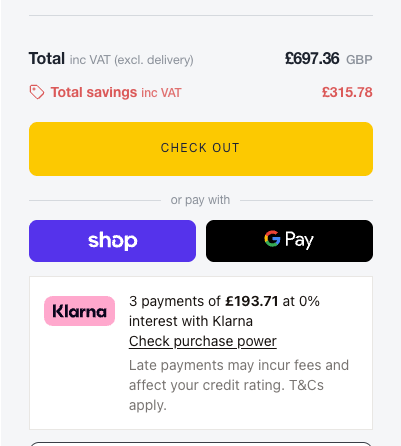 Total inc VAT (excl. delivery) £697.36 GBP
Total savings inc VAT £315.78
CHECK OUT
or pay with
shop
G Pay
Klarna
3 payments of £193.71 at 0%
interest with Klarna
Check purchase power
Late payments may incur fees and
affect your credit rating. T&Cs
apply.